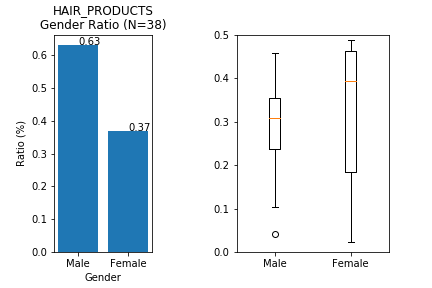 HAIR_PRODUCTS
Gender Ratio (N=38)
0.63
0.37
0.6
0.5
0.4
0.3
0.2
0.1
0.0
Ratio (%)
Male
Female
Gender
0.5
0.4
0.3
0.2
0.1
0.0
Male
Female